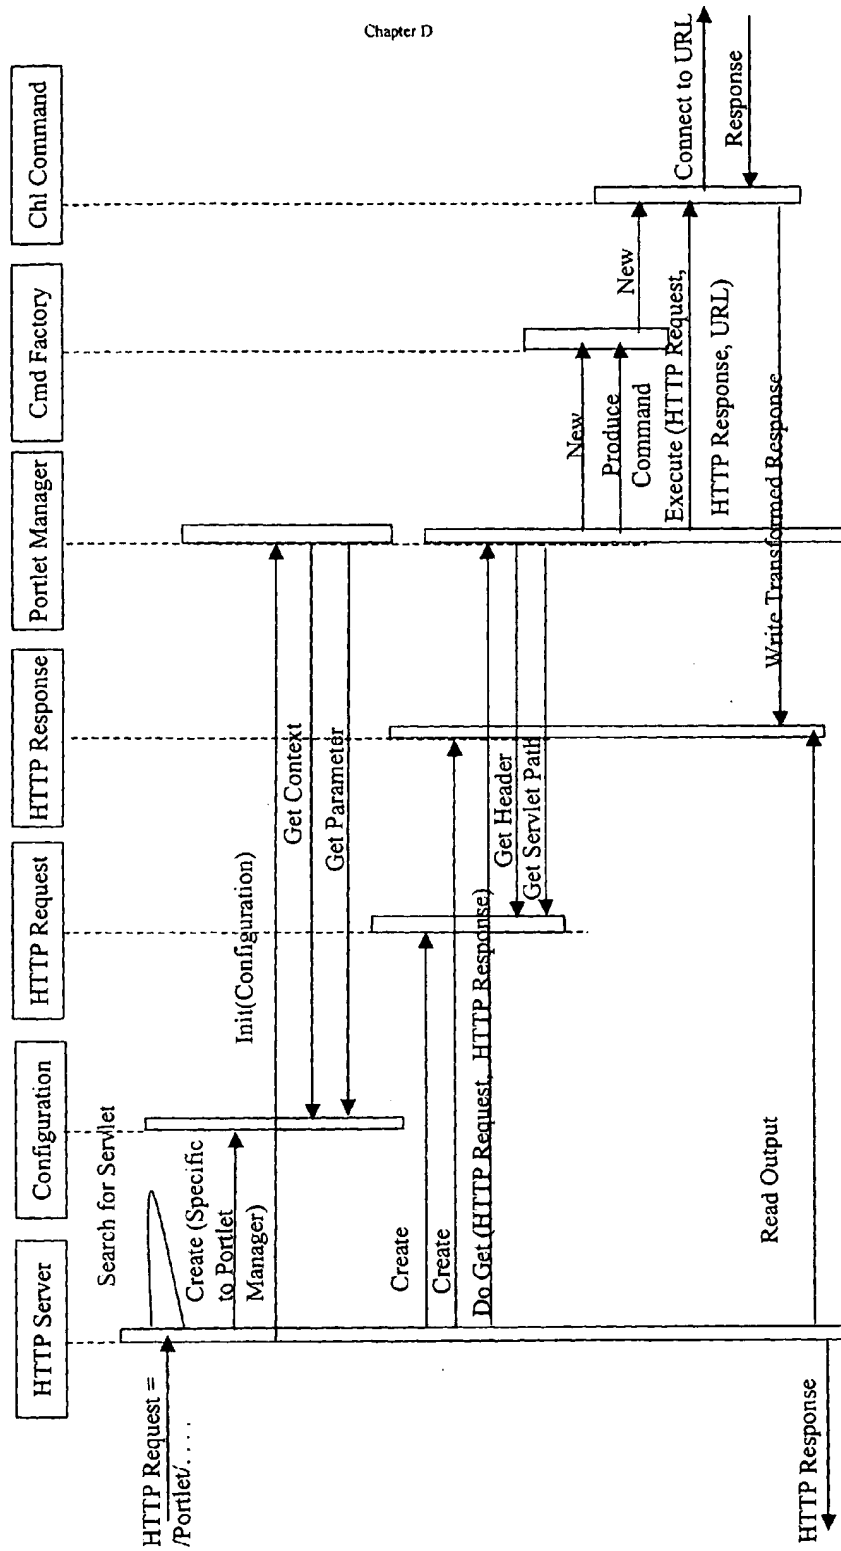 Chapter D
HTTP Server
Configuration
HTTP Request
HTTP Response
Portlet Manager
Cmd Factory
Chl Command
HTTP Request =
/Portlet/. . . .
Search for Servlet
Create (Specific
to Portlet
Manager)
Init(Configuration)
Get Context
Get Parameter
Create
Create
Do Get (HTTP Request, HTTP Response)
Get Header
Get Servlet Path
New
Produce
Command
New
Execute (HTTP Request,
HTTP Response, URL)
Connect to URL
Response
Write Transformed Response
Read Output
HTTP Response